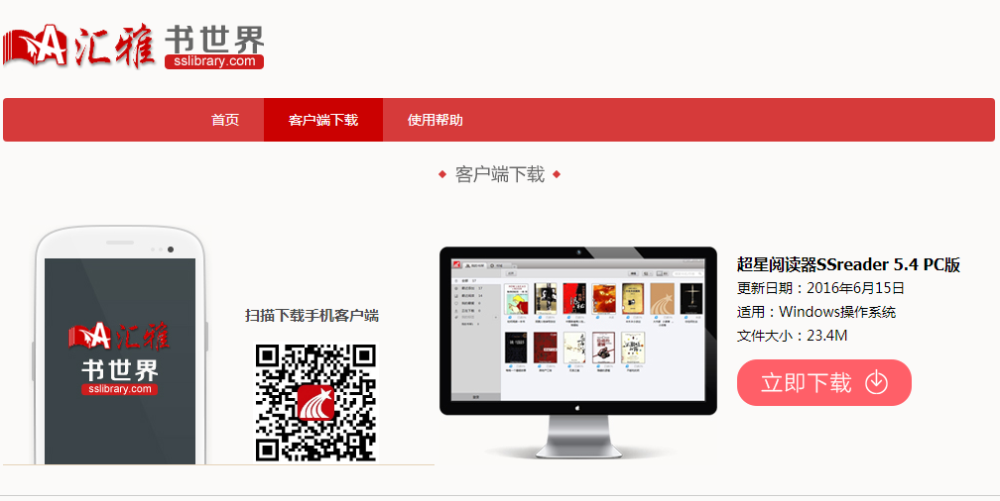 汇雅 书世界
sslibrary.com
首页 客户端下载 使用帮助
客户端下载
汇雅
书世界
sslibrary.com
扫描下载手机客户端
超星阅读器SSreader 5.4 PC版
更新日期：2016年6月15日
适用：Windows操作系统
文件大小：23.4M
立即下载